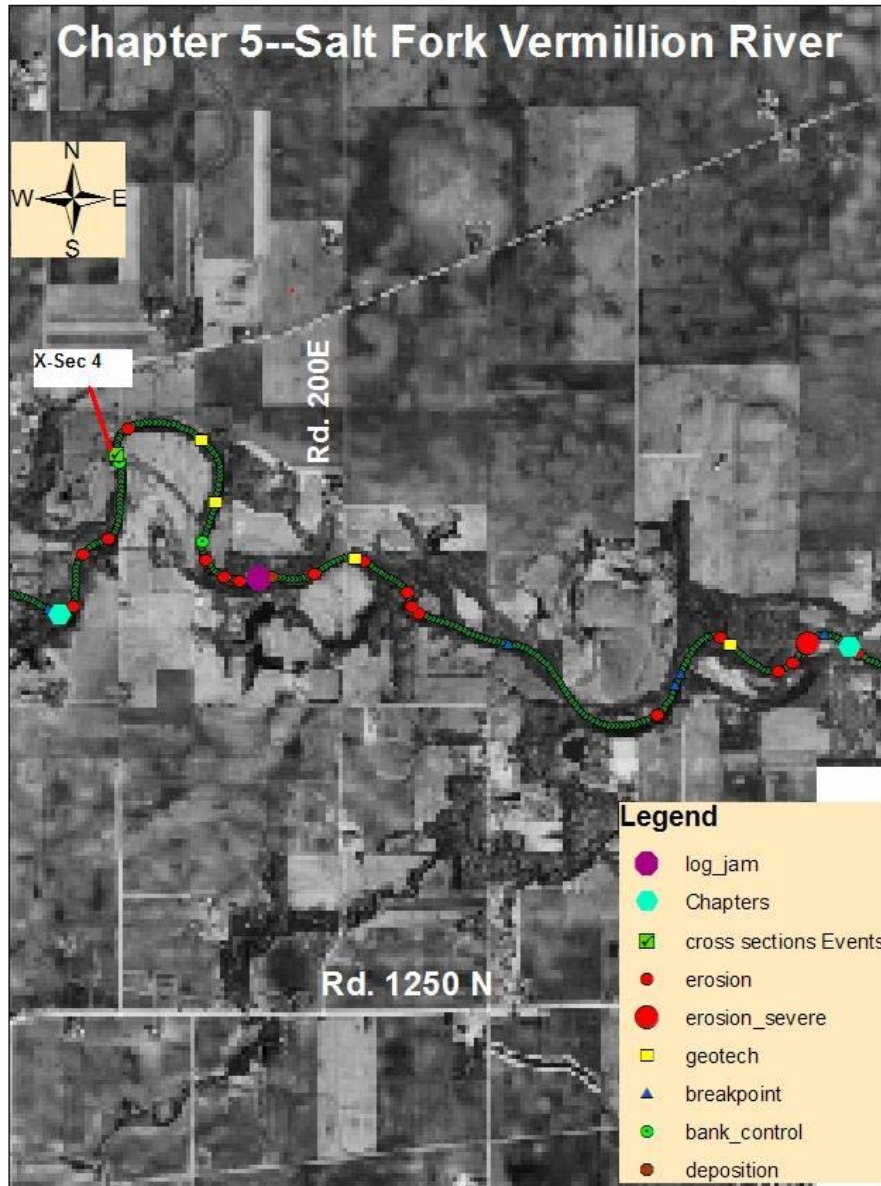 Chapter 5--Salt Fork Vermillion River
N
W E
S
X-Sec 4
Rd. 200E
Rd. 1250 N
Legend
log_jam
Chapters
cross sections Events
erosion
erosion_severe
geotech
breakpoint
bank_control
deposition